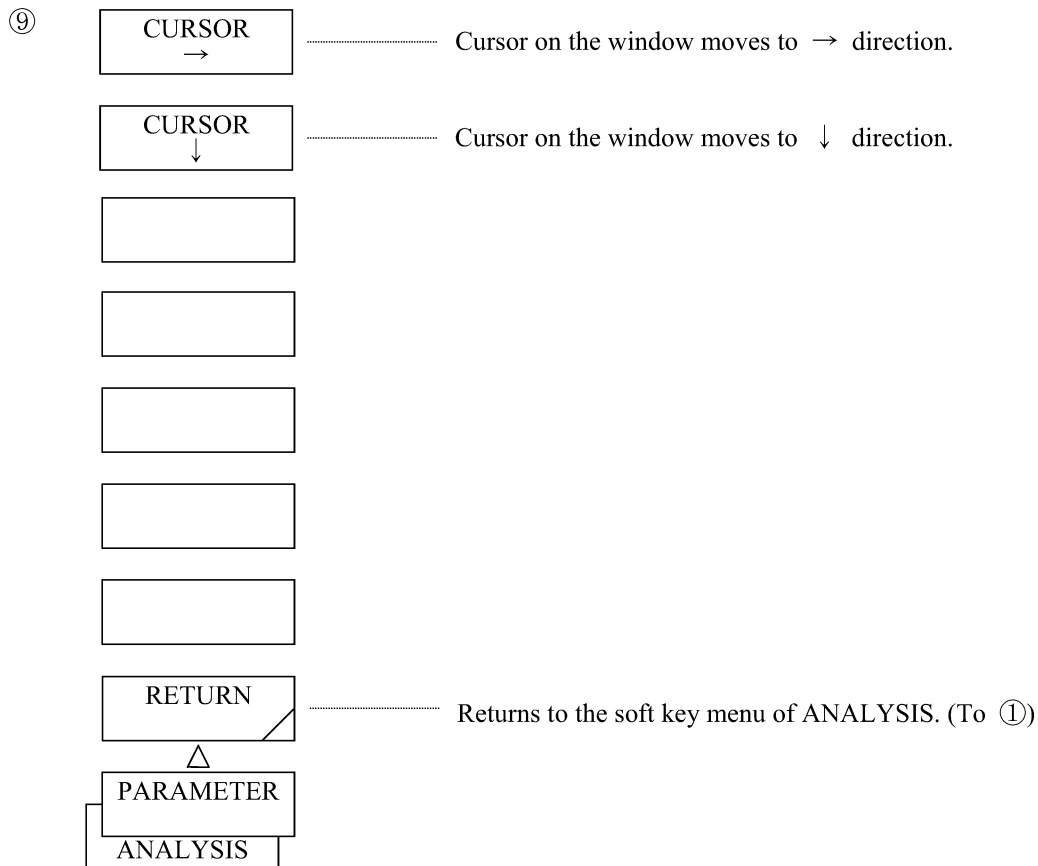 ⑨
CURSOR
→
Cursor on the window moves to → direction.
CURSOR
↓
Cursor on the window moves to ↓ direction.
RETURN
Returns to the soft key menu of ANALYSIS. (To ①)
PARAMETER
ANALYSIS